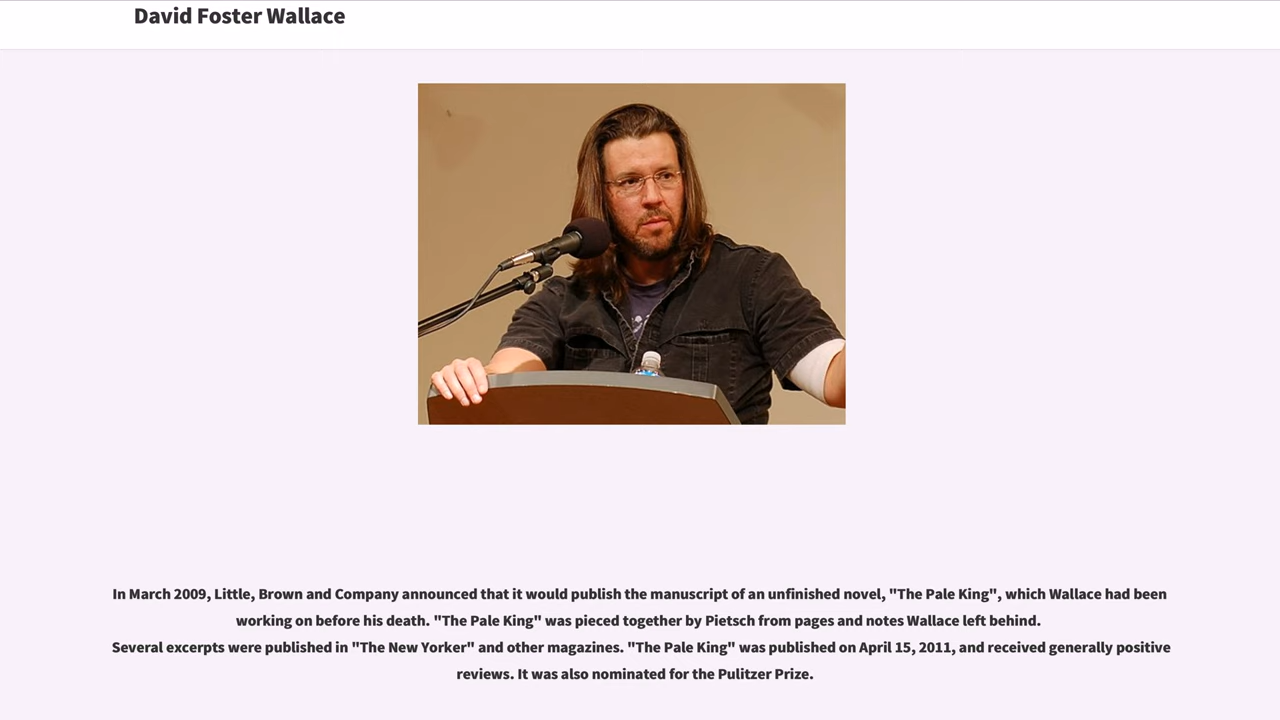 David Foster Wallace
In March 2009, Little, Brown and Company announced that it would publish the manuscript of an unfinished novel, "The Pale King", which Wallace had been
working on before his death. "The Pale King" was pieced together by Pietsch from pages and notes Wallace left behind.
Several excerpts were published in "The New Yorker" and other magazines. "The Pale King" was published on April 15, 2011, and received generally positive
reviews. It was also nominated for the Pulitzer Prize.